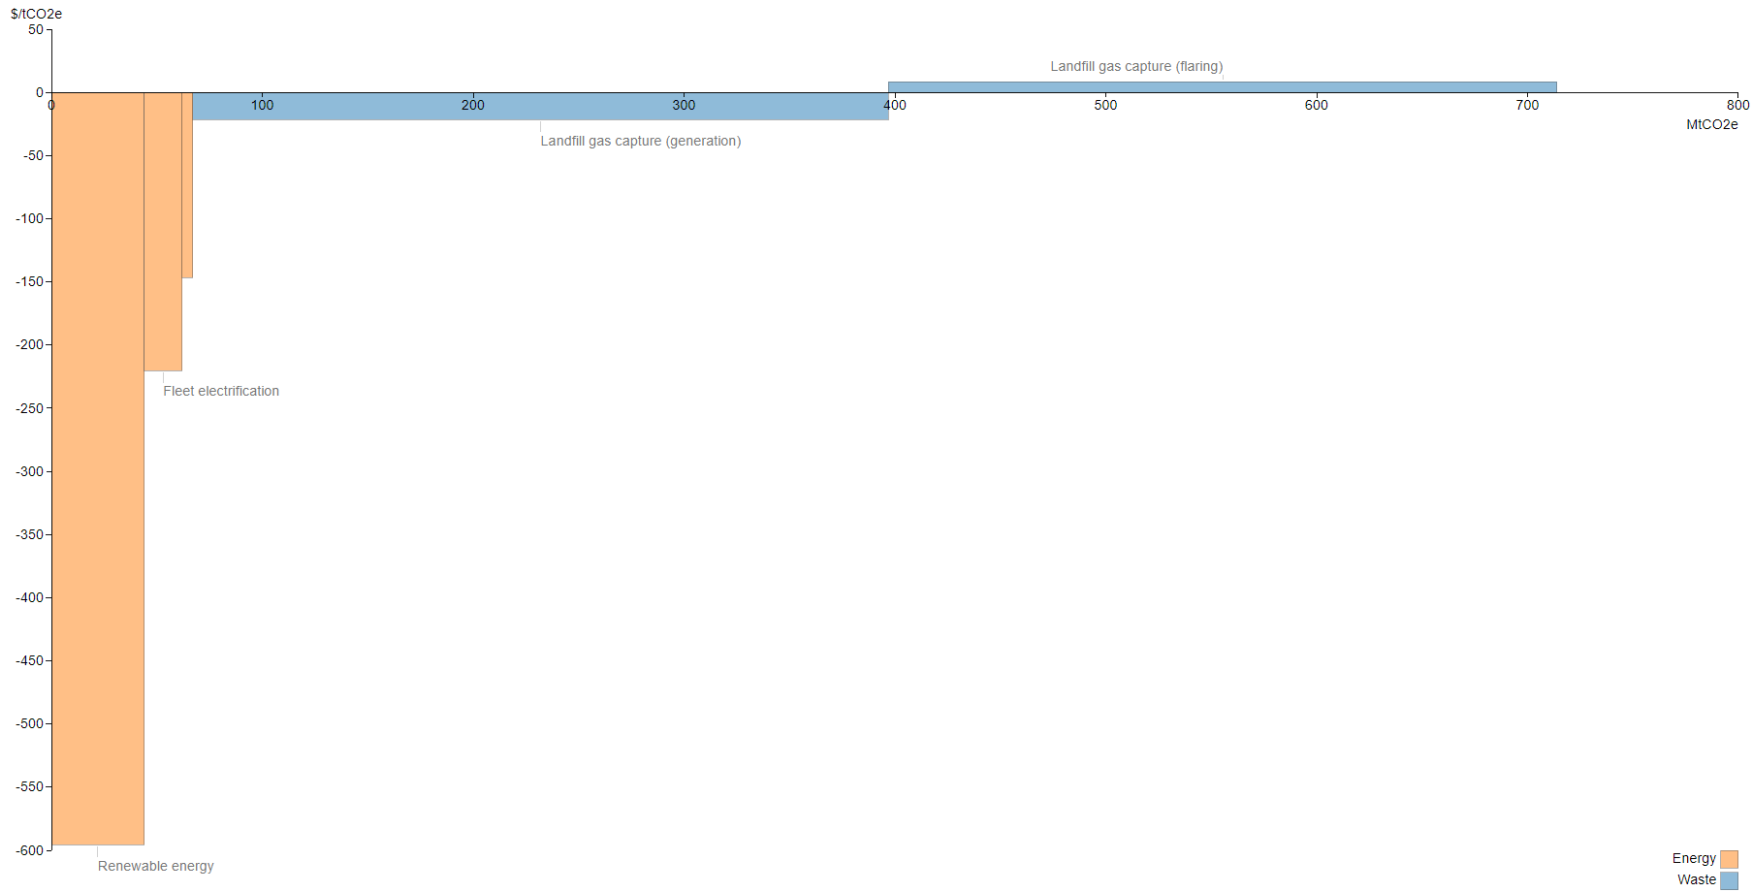 $/tCO2e
50
Landfill gas capture (flaring)
0
0 100 200 300 400 500 600 700 800
MtCO2e
Landfill gas capture (generation)
-50
-100
-150
-200
-250
Fleet electrification
-300
-350
-400
-450
-500
-550
-600
Renewable energy
Energy
Waste